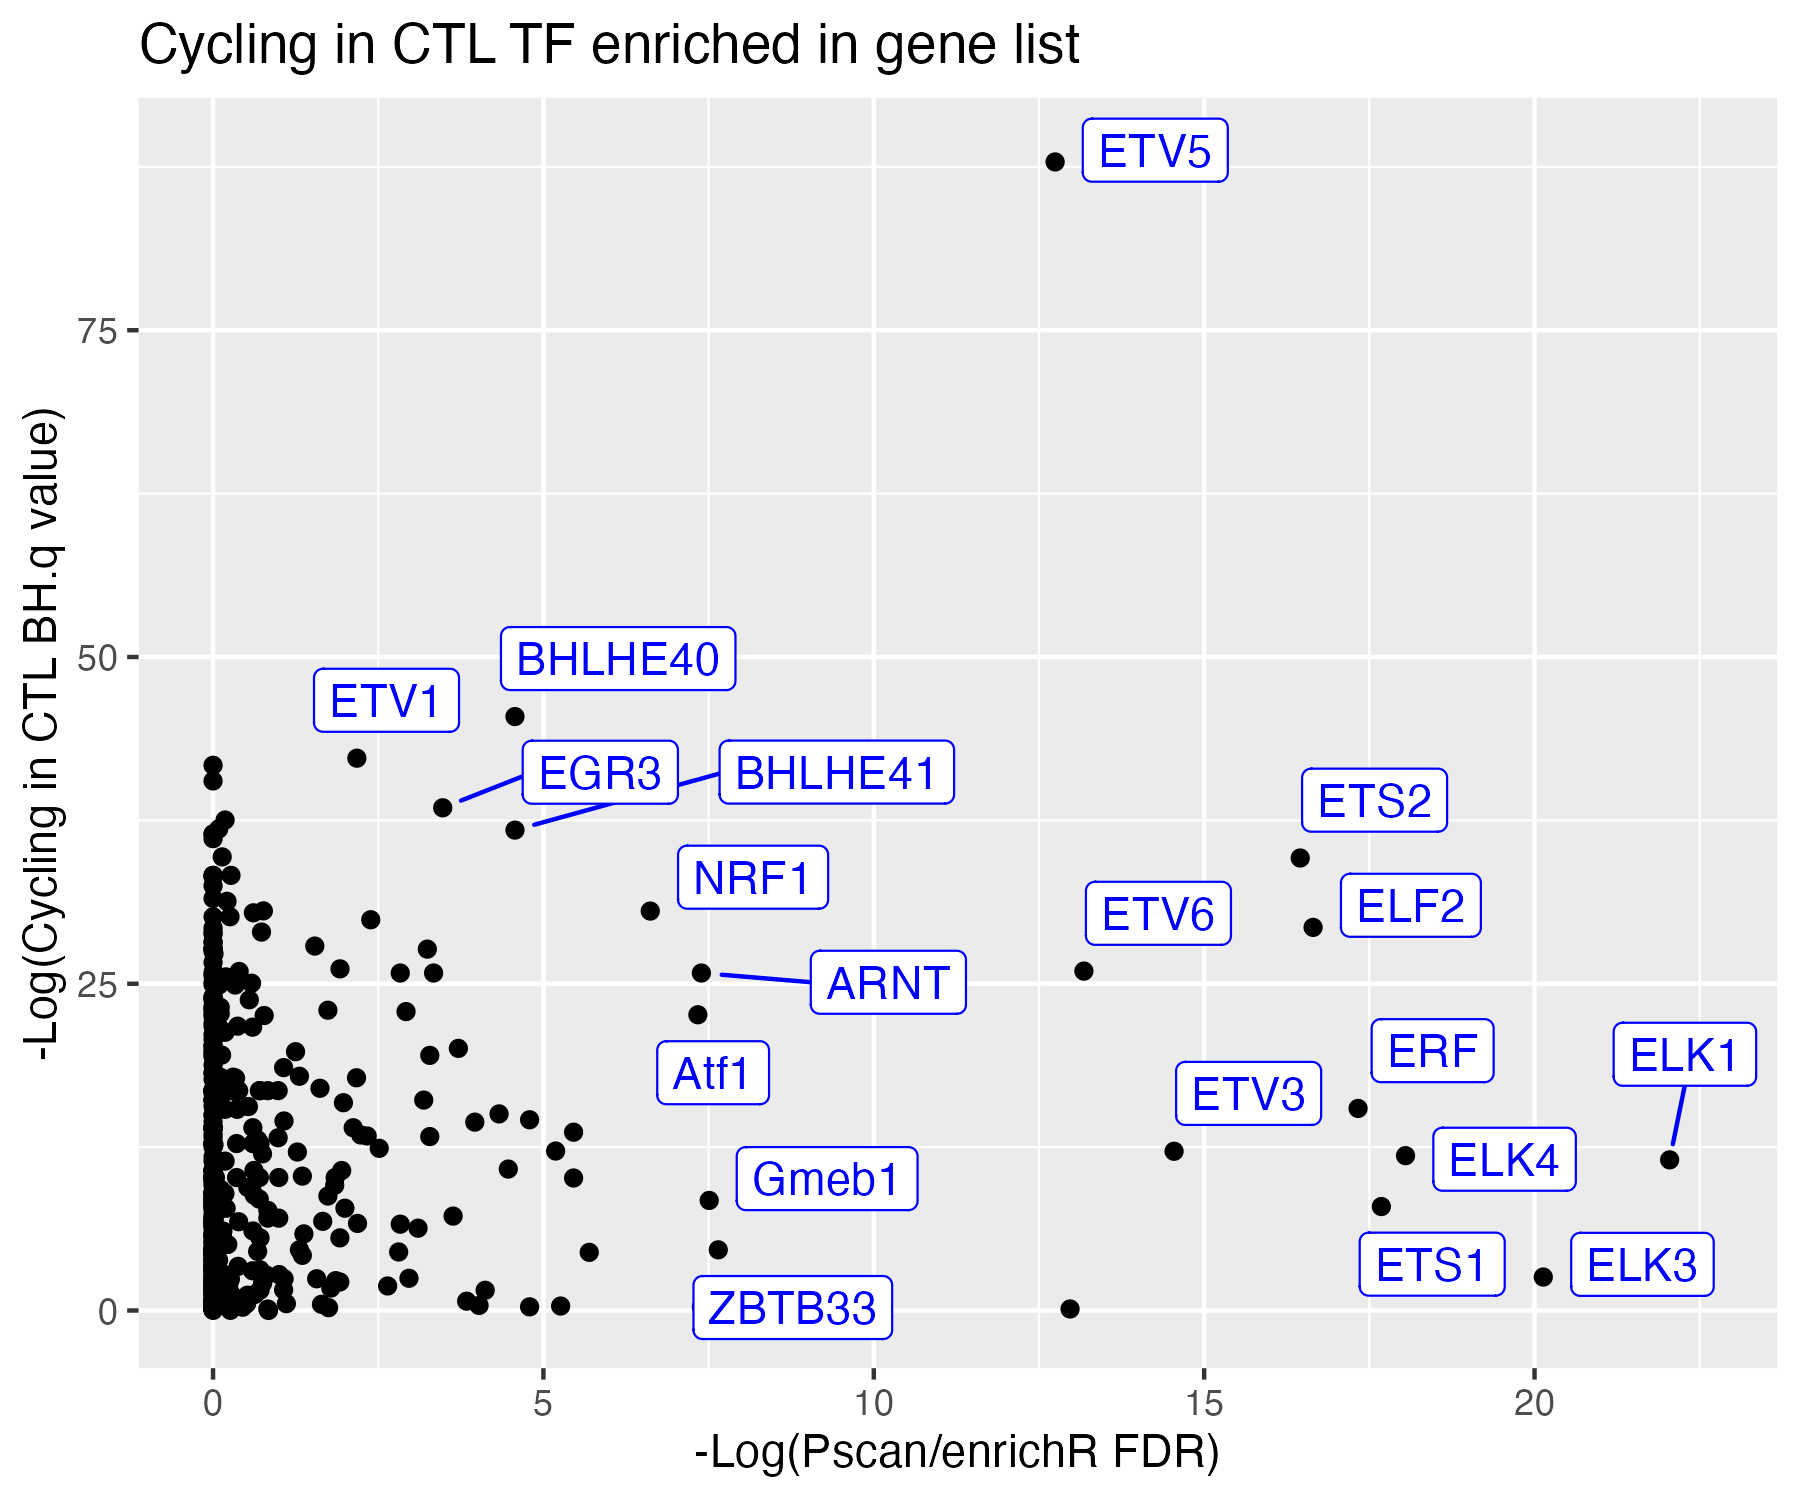 Cycling in CTL TF enriched in gene list
ETV5
75
-Log(Cycling in CTL BH.q value)
BHLHE40
50
ETV1
EGR3
BHLHE41
ETS2
NRF1
ETV6
ELF2
25
ARNT
ERF
ELK1
Atf1
ETV3
ELK4
Gmeb1
ETS1
ELK3
ZBTB33
0
0
5
10
15
20
-Log(Pscan/enrichR FDR)